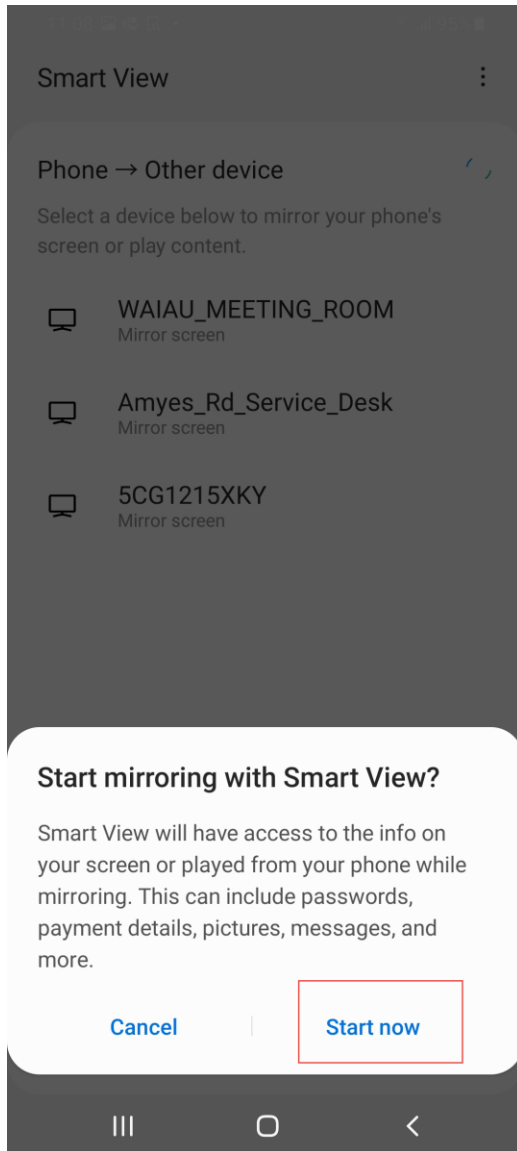 Smart View
Phone → Other device
Select a device below to mirror your phone's
screen or play content.
WAIAU_MEETING_ROOM
Mirror screen
Amyes_Rd_Service_Desk
Mirror screen
5CG1215XKY
Mirror screen
Start mirroring with Smart View?
Smart View will have access to the info on
your screen or played from your phone while
mirroring. This can include passwords,
payment details, pictures, messages, and
more.
Cancel
Start now